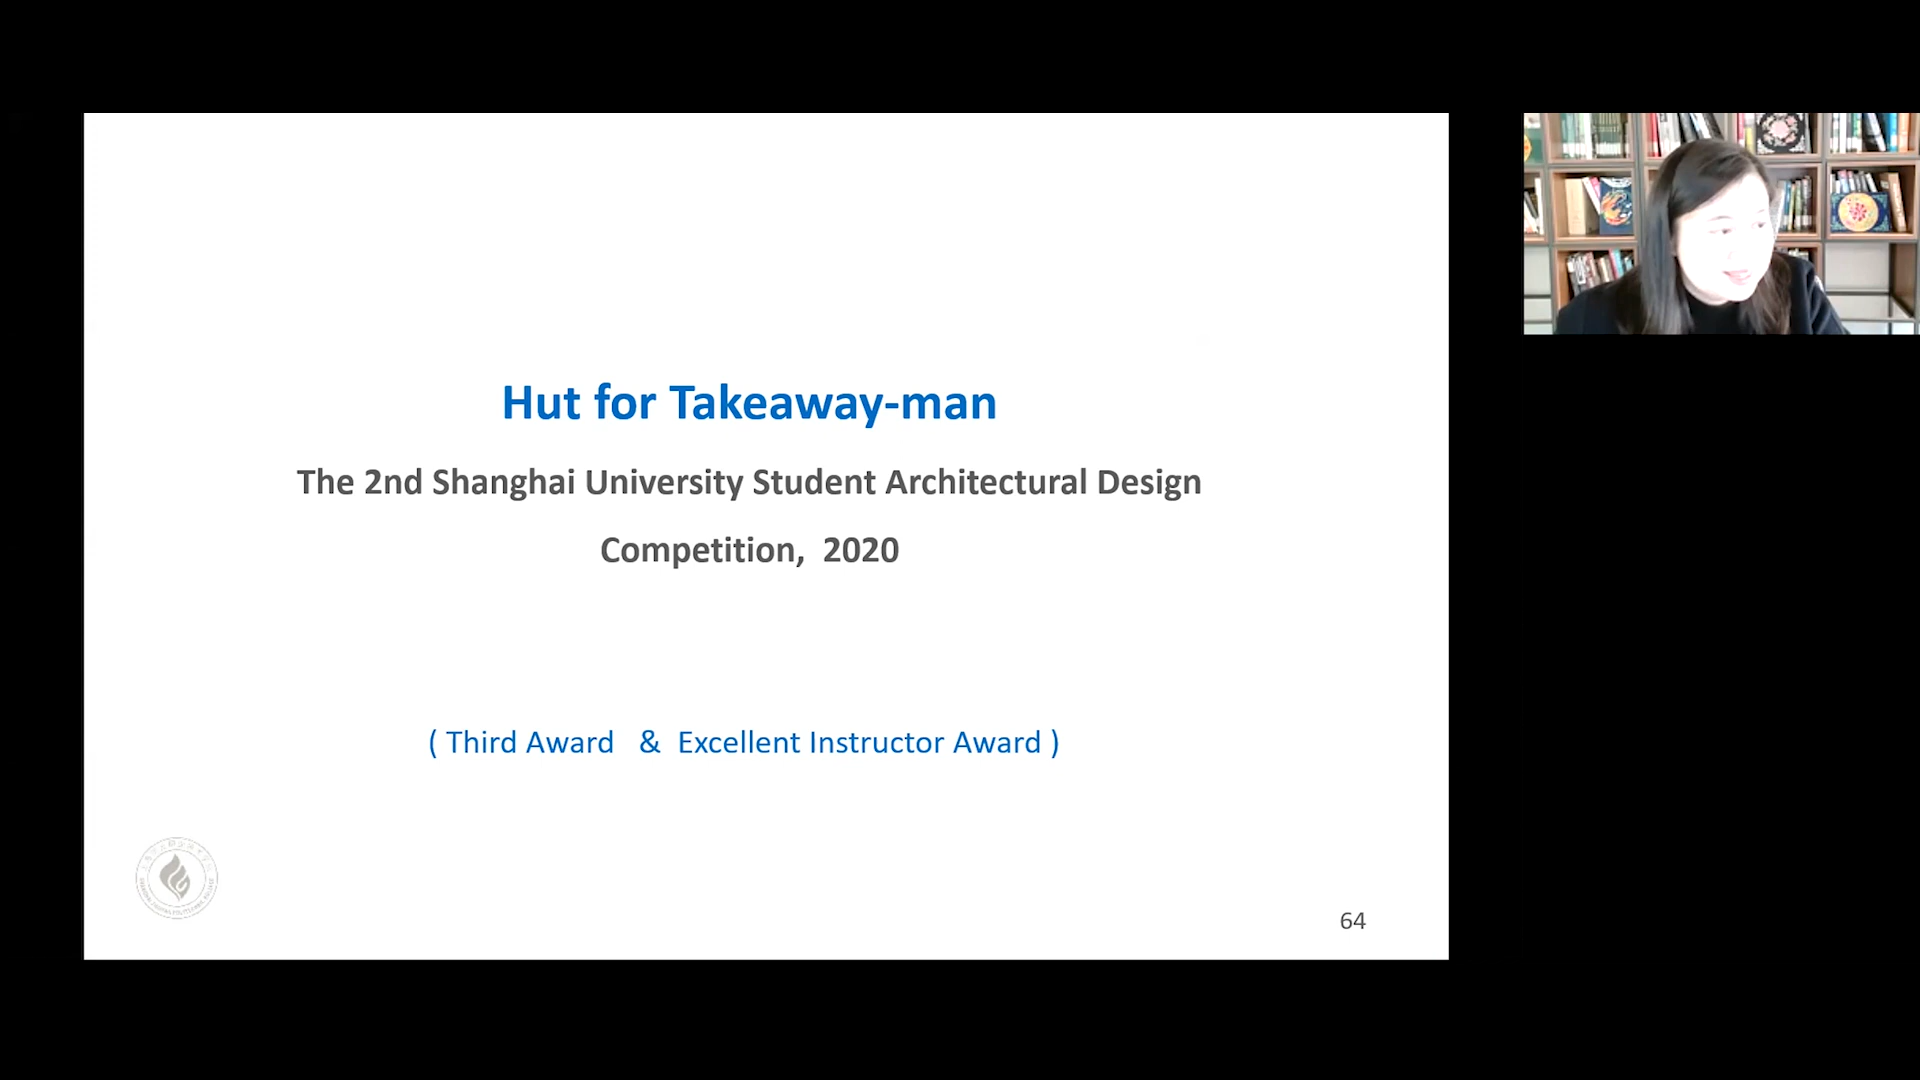 Hut for Takeaway-man
The 2nd Shanghai University Student Architectural Design
Competition, 2020
( Third Award & Excellent Instructor Award )
64